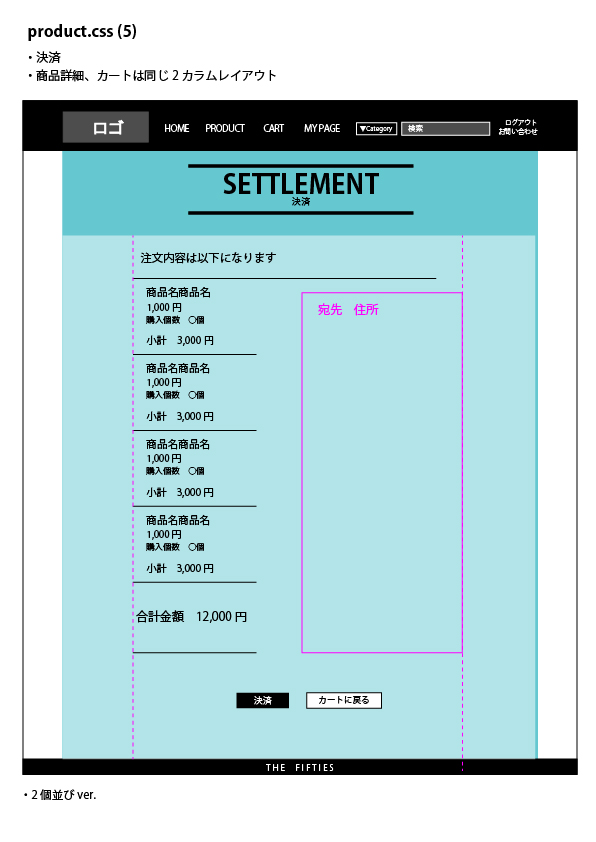 product.css (5)
・決済
・商品詳細、カートは同じ2カラムレイアウト
ロゴ
HOME PRODUCT CART MY PAGE ▼Category 検索
ログアウト
お問い合わせ
SETTLEMENT
決済
注文内容は以下になります
商品名商品名
1,000 円
購入個数 ○個
小計 3,000 円
商品名商品名
1,000 円
購入個数 ○個
小計 3,000 円
商品名商品名
1,000 円
購入個数 ○個
小計 3,000 円
商品名商品名
1,000 円
購入個数 ○個
小計 3,000 円
合計金額 12,000 円
宛先 住所
決済 カートに戻る
THE FIFTIES
・2個並び ver.